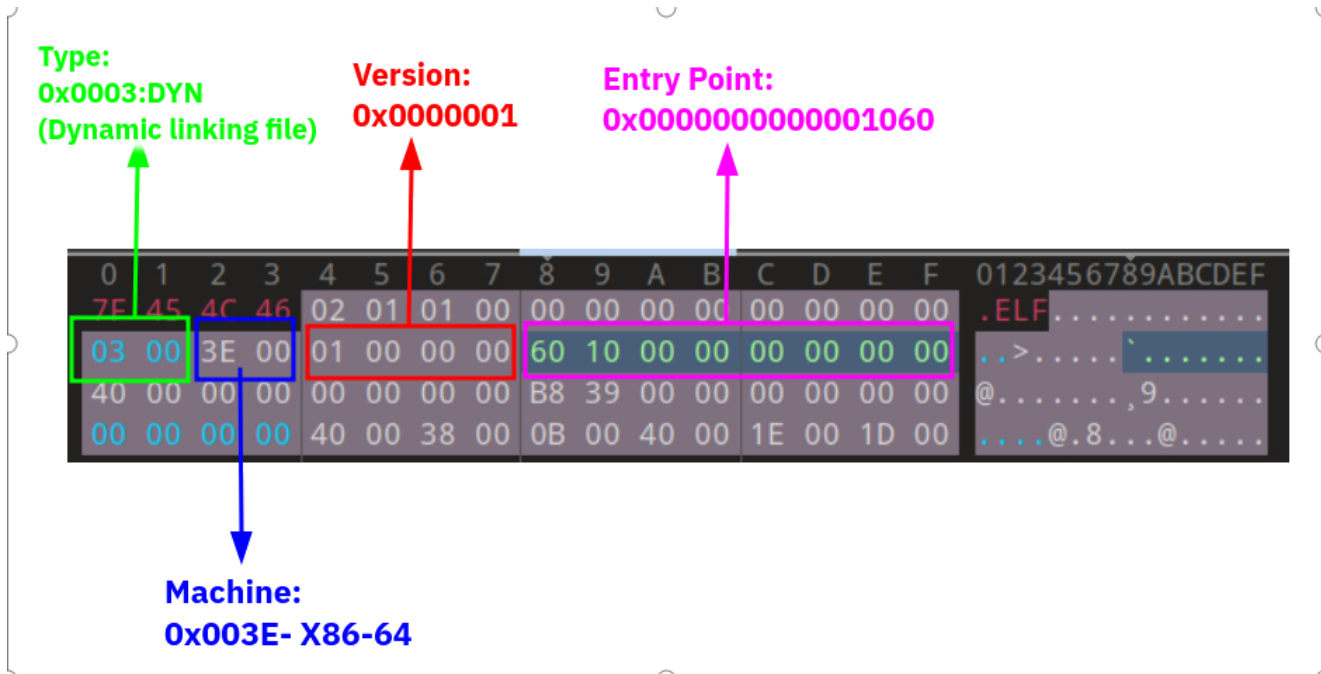 Type:
0x0003:DYN
(Dynamic linking file)
Version:
0x0000001
Entry Point:
0x0000000000001060
0 1 2 3 4 5 6 7 8 9 A B C D E F 0123456789ABCDEF
7F 45 4C 46 02 01 01 00 00 00 00 00 00 00 00 00 .ELF............
03 00 3E 00 01 00 00 00 60 10 00 00 00 00 00 00 ..>.....`.......
40 00 00 00 00 00 00 00 B8 39 00 00 00 00 00 00 @.......¸9......
00 00 00 00 40 00 38 00 0B 00 40 00 1E 00 1D 00 ....@.8...@.....
Machine:
0x003E- X86-64